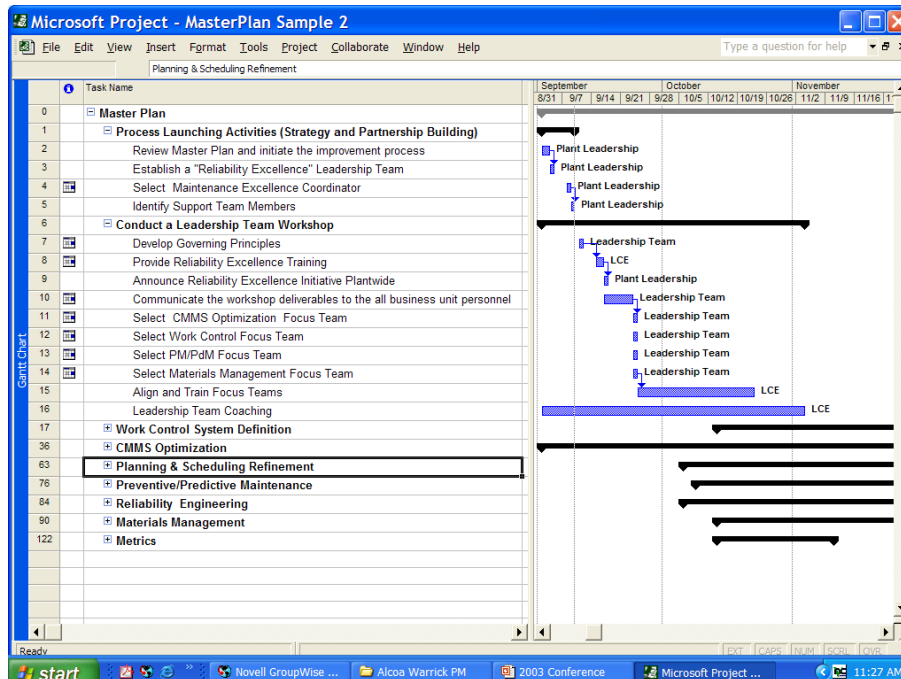 Microsoft Project - MasterPlan Sample 2
File Edit View Insert Format Tools Project Collaborate Window Help Type a question for help
Planning & Scheduling Refinement
Task Name September October November
8/31 9/7 9/14 9/21 9/28 10/5 10/12 10/19 10/26 11/2 11/9 11/16
0 Master Plan
1 Process Launching Activities (Strategy and Partnership Building)
2 Review Master Plan and initiate the improvement process Plant Leadership
3 Establish a "Reliability Excellence" Leadership Team Plant Leadership
4 Select Maintenance Excellence Coordinator Plant Leadership
5 Identify Support Team Members Plant Leadership
6 Conduct a Leadership Team Workshop
7 Develop Governing Principles Leadership Team
8 Provide Reliability Excellence Training LCE
9 Announce Reliability Excellence Initiative Plantwide Plant Leadership
10 Communicate the workshop deliverables to the all business unit personnel Leadership Team
11 Select CMMS Optimization Focus Team Leadership Team
12 Select Work Control Focus Team Leadership Team
13 Select PM/PdM Focus Team Leadership Team
14 Select Materials Management Focus Team Leadership Team
15 Align and Train Focus Teams LCE
16 Leadership Team Coaching LCE
17 Work Control System Definition
36 CMMS Optimization
63 Planning & Scheduling Refinement
76 Preventive/Predictive Maintenance
84 Reliability Engineering
90 Materials Management
122 Metrics
Gantt Chart
Ready EXT CAPS NUM SCRL OVR
start Novell GroupWise ... Alcoa Warrick PM 2003 Conference Microsoft Project ... 11:27 AM